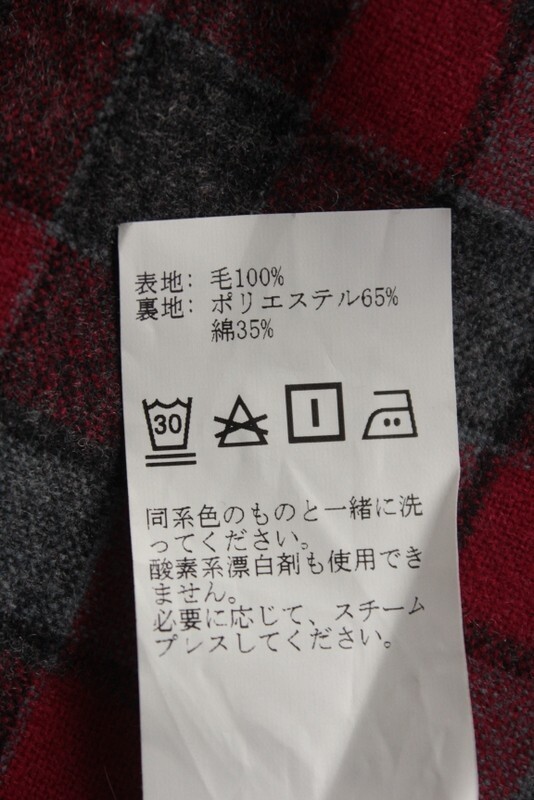 表地: 毛100%
裏地: ポリエステル65%
綿35%
30
同系色のものと一緒に洗
ってください。
酸素系漂白剤も使用でき
ません。
必要に応じて、スチーム
プレスしてください。